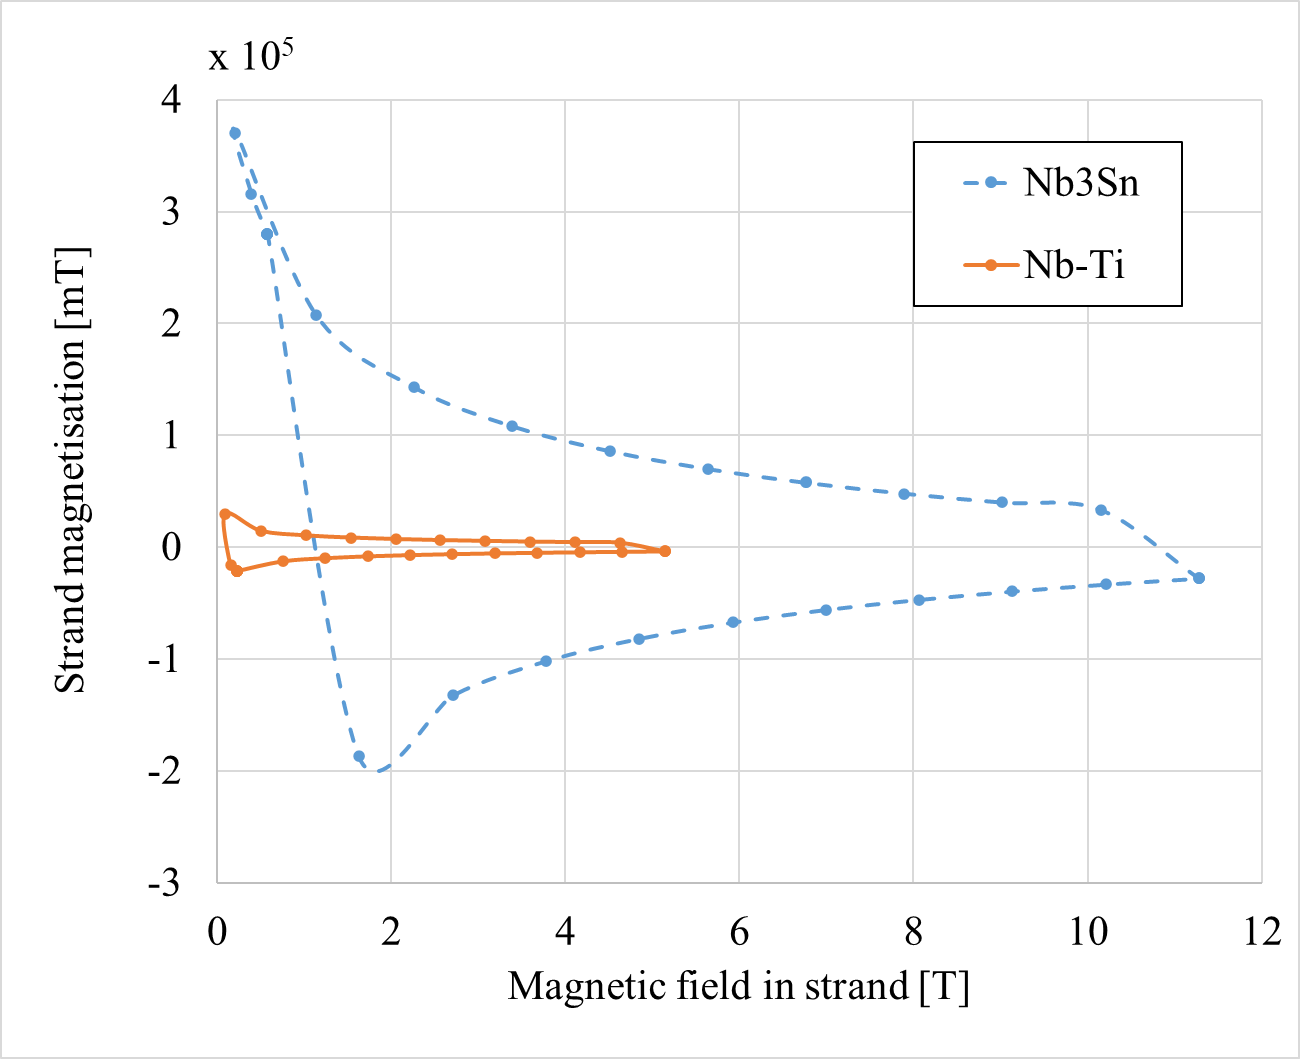 x 10⁵
4
3
2
1
0
-1
-2
-3
Strand magnetisation [mT]
Nb3Sn
Nb-Ti
0 2 4 6 8 10 12
Magnetic field in strand [T]